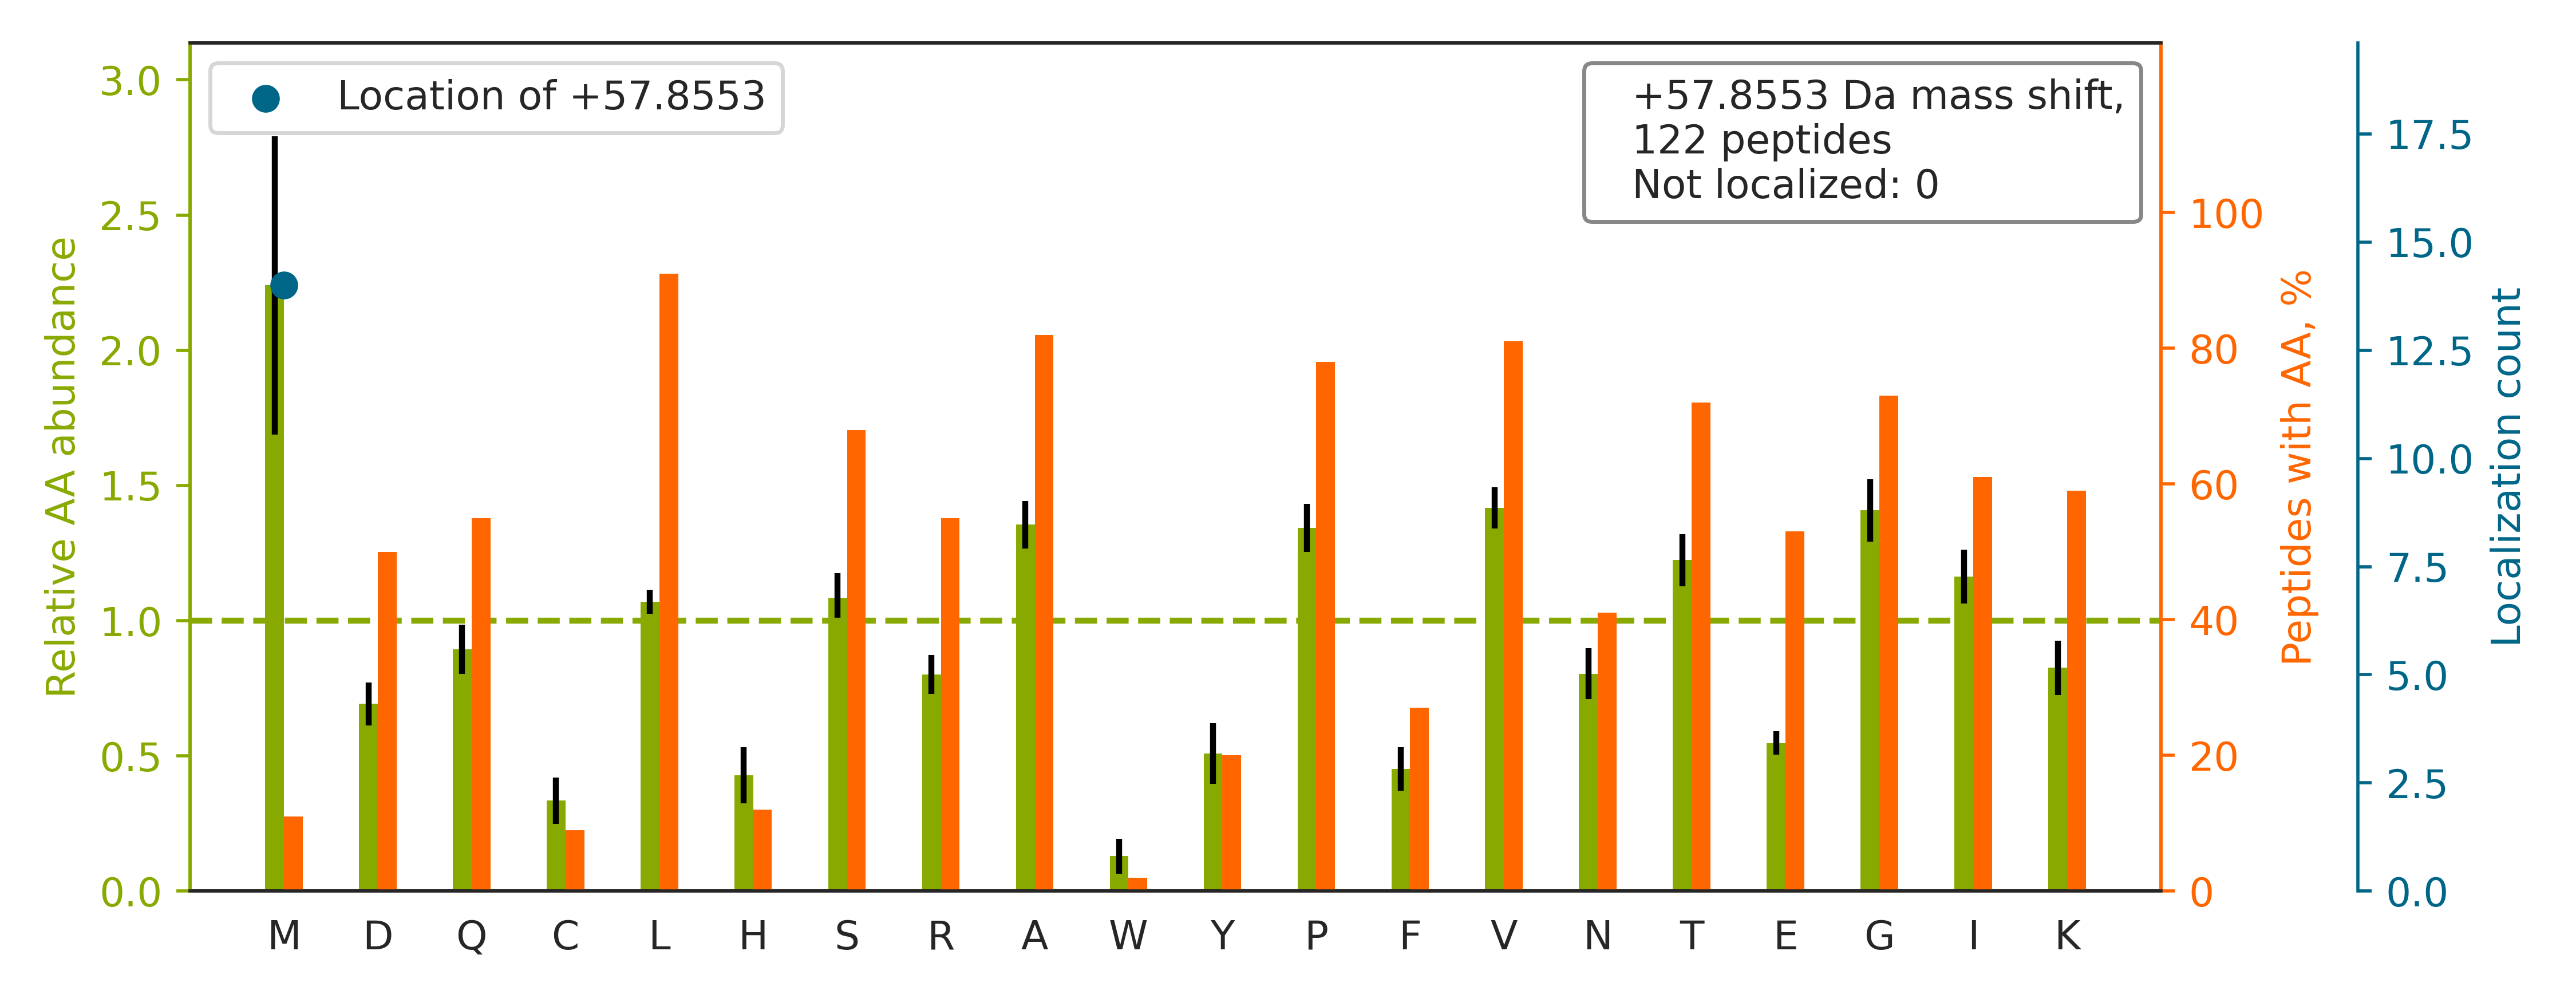 Location of +57.8553
+57.8553 Da mass shift,
122 peptides
Not localized: 0
Relative AA abundance
3.0
2.5
2.0
1.5
1.0
0.5
0.0
Peptides with AA, %
100
80
60
40
20
0
Localization count
17.5
15.0
12.5
10.0
7.5
5.0
2.5
0.0
M D Q C L H S R A W Y P F V N T E G I K